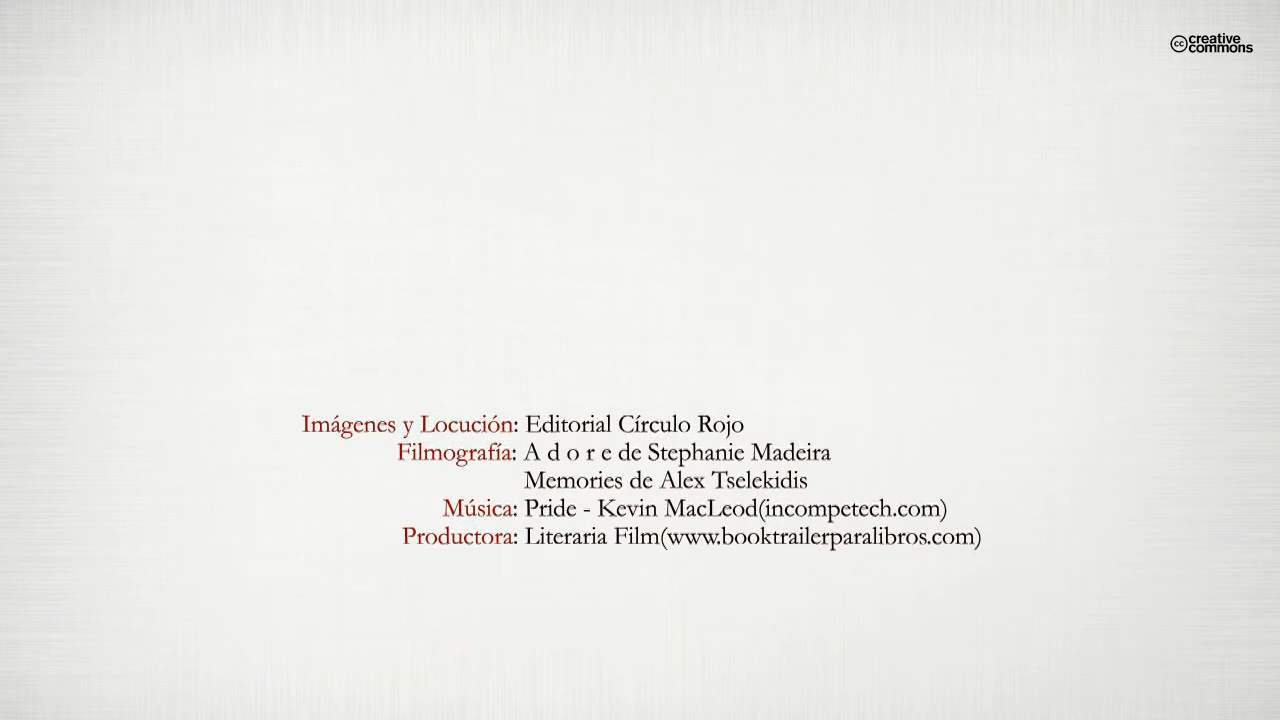 cc creative
commons
Imágenes y Locución: Editorial Círculo Rojo
Filmografía: A d o r e de Stephanie Madeira
Memories de Alex Tselekidis
Música: Pride - Kevin MacLeod(incompetech.com)
Productora: Literaria Film(www.booktrailerparalibros.com)